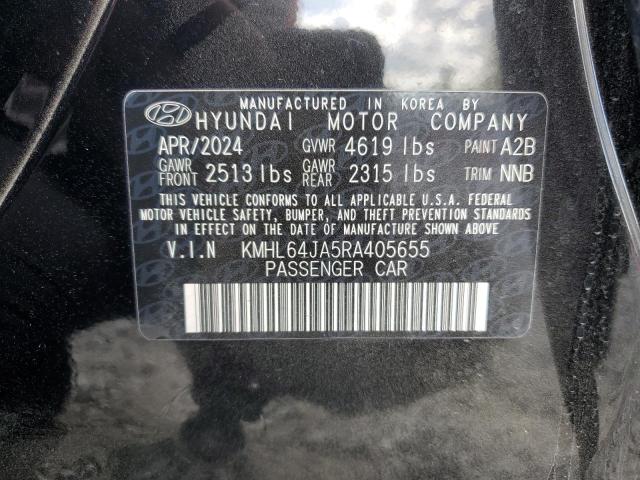 MANUFACTURED IN KOREA BY
HYUNDAI MOTOR COMPANY
APR/2024 GVWR 4619 lbs PAINT A2B
GAWR FRONT 2513 lbs GAWR REAR 2315 lbs TRIM NNB
THIS VEHICLE CONFORMS TO ALL APPLICABLE U.S.A. FEDERAL
MOTOR VEHICLE SAFETY, BUMPER, AND THEFT PREVENTION STANDARDS
IN EFFECT ON THE DATE OF MANUFACTURE SHOWN ABOVE.
V.I.N KMHL64JA5RA405655
PASSENGER CAR